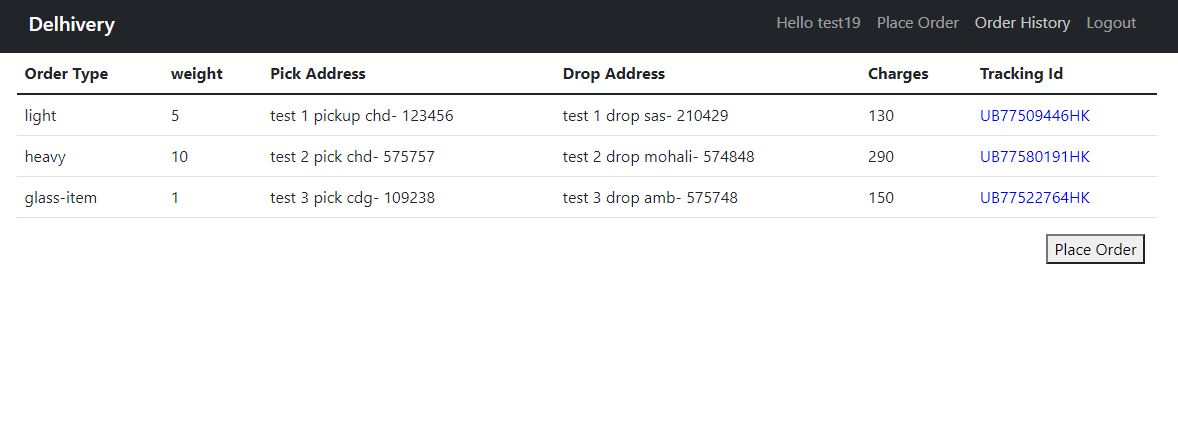 Delhivery Hello test19 Place Order Order History Logout
Order Type weight Pick Address Drop Address Charges Tracking Id
light 5 test 1 pickup chd- 123456 test 1 drop sas- 210429 130 UB77509446HK
heavy 10 test 2 pick chd- 575757 test 2 drop mohali- 574848 290 UB77580191HK
glass-item 1 test 3 pick cdg- 109238 test 3 drop amb- 575748 150 UB77522764HK
Place Order